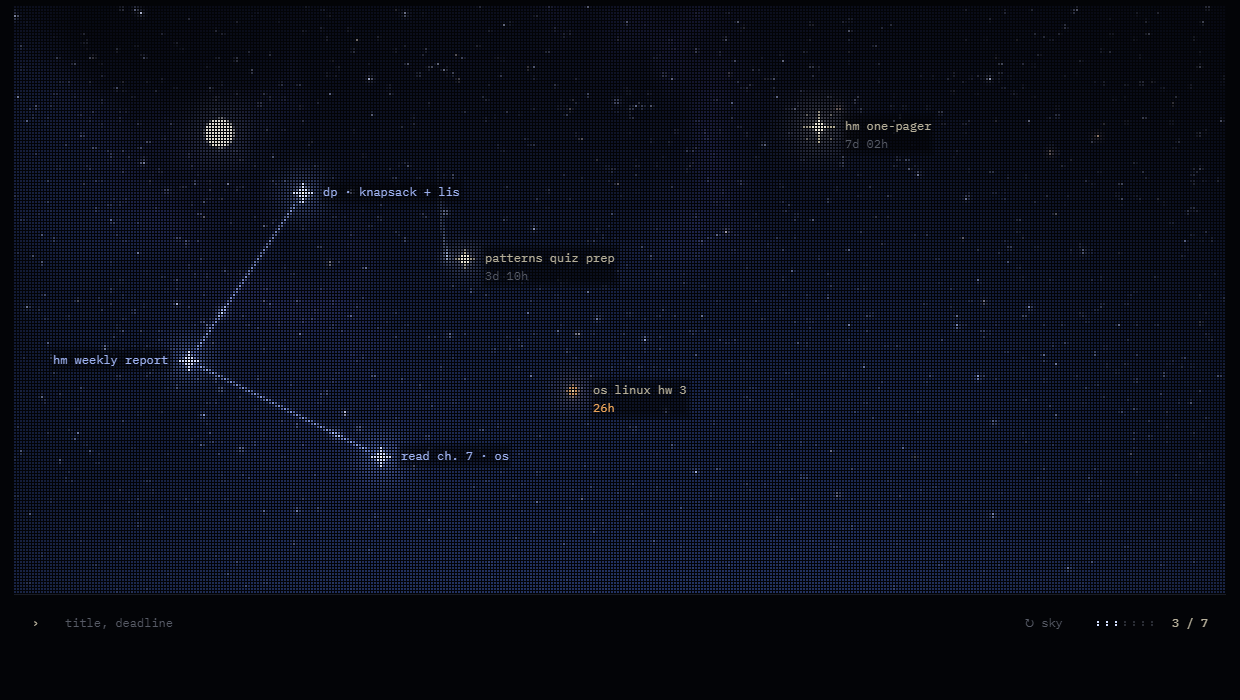 hm one-pager
7d 02h
dp · knapsack + lis
patterns quiz prep
3d 10h
hm weekly report
os linux hw 3
26h
read ch. 7 · os
› title, deadline
↻ sky
3 / 7